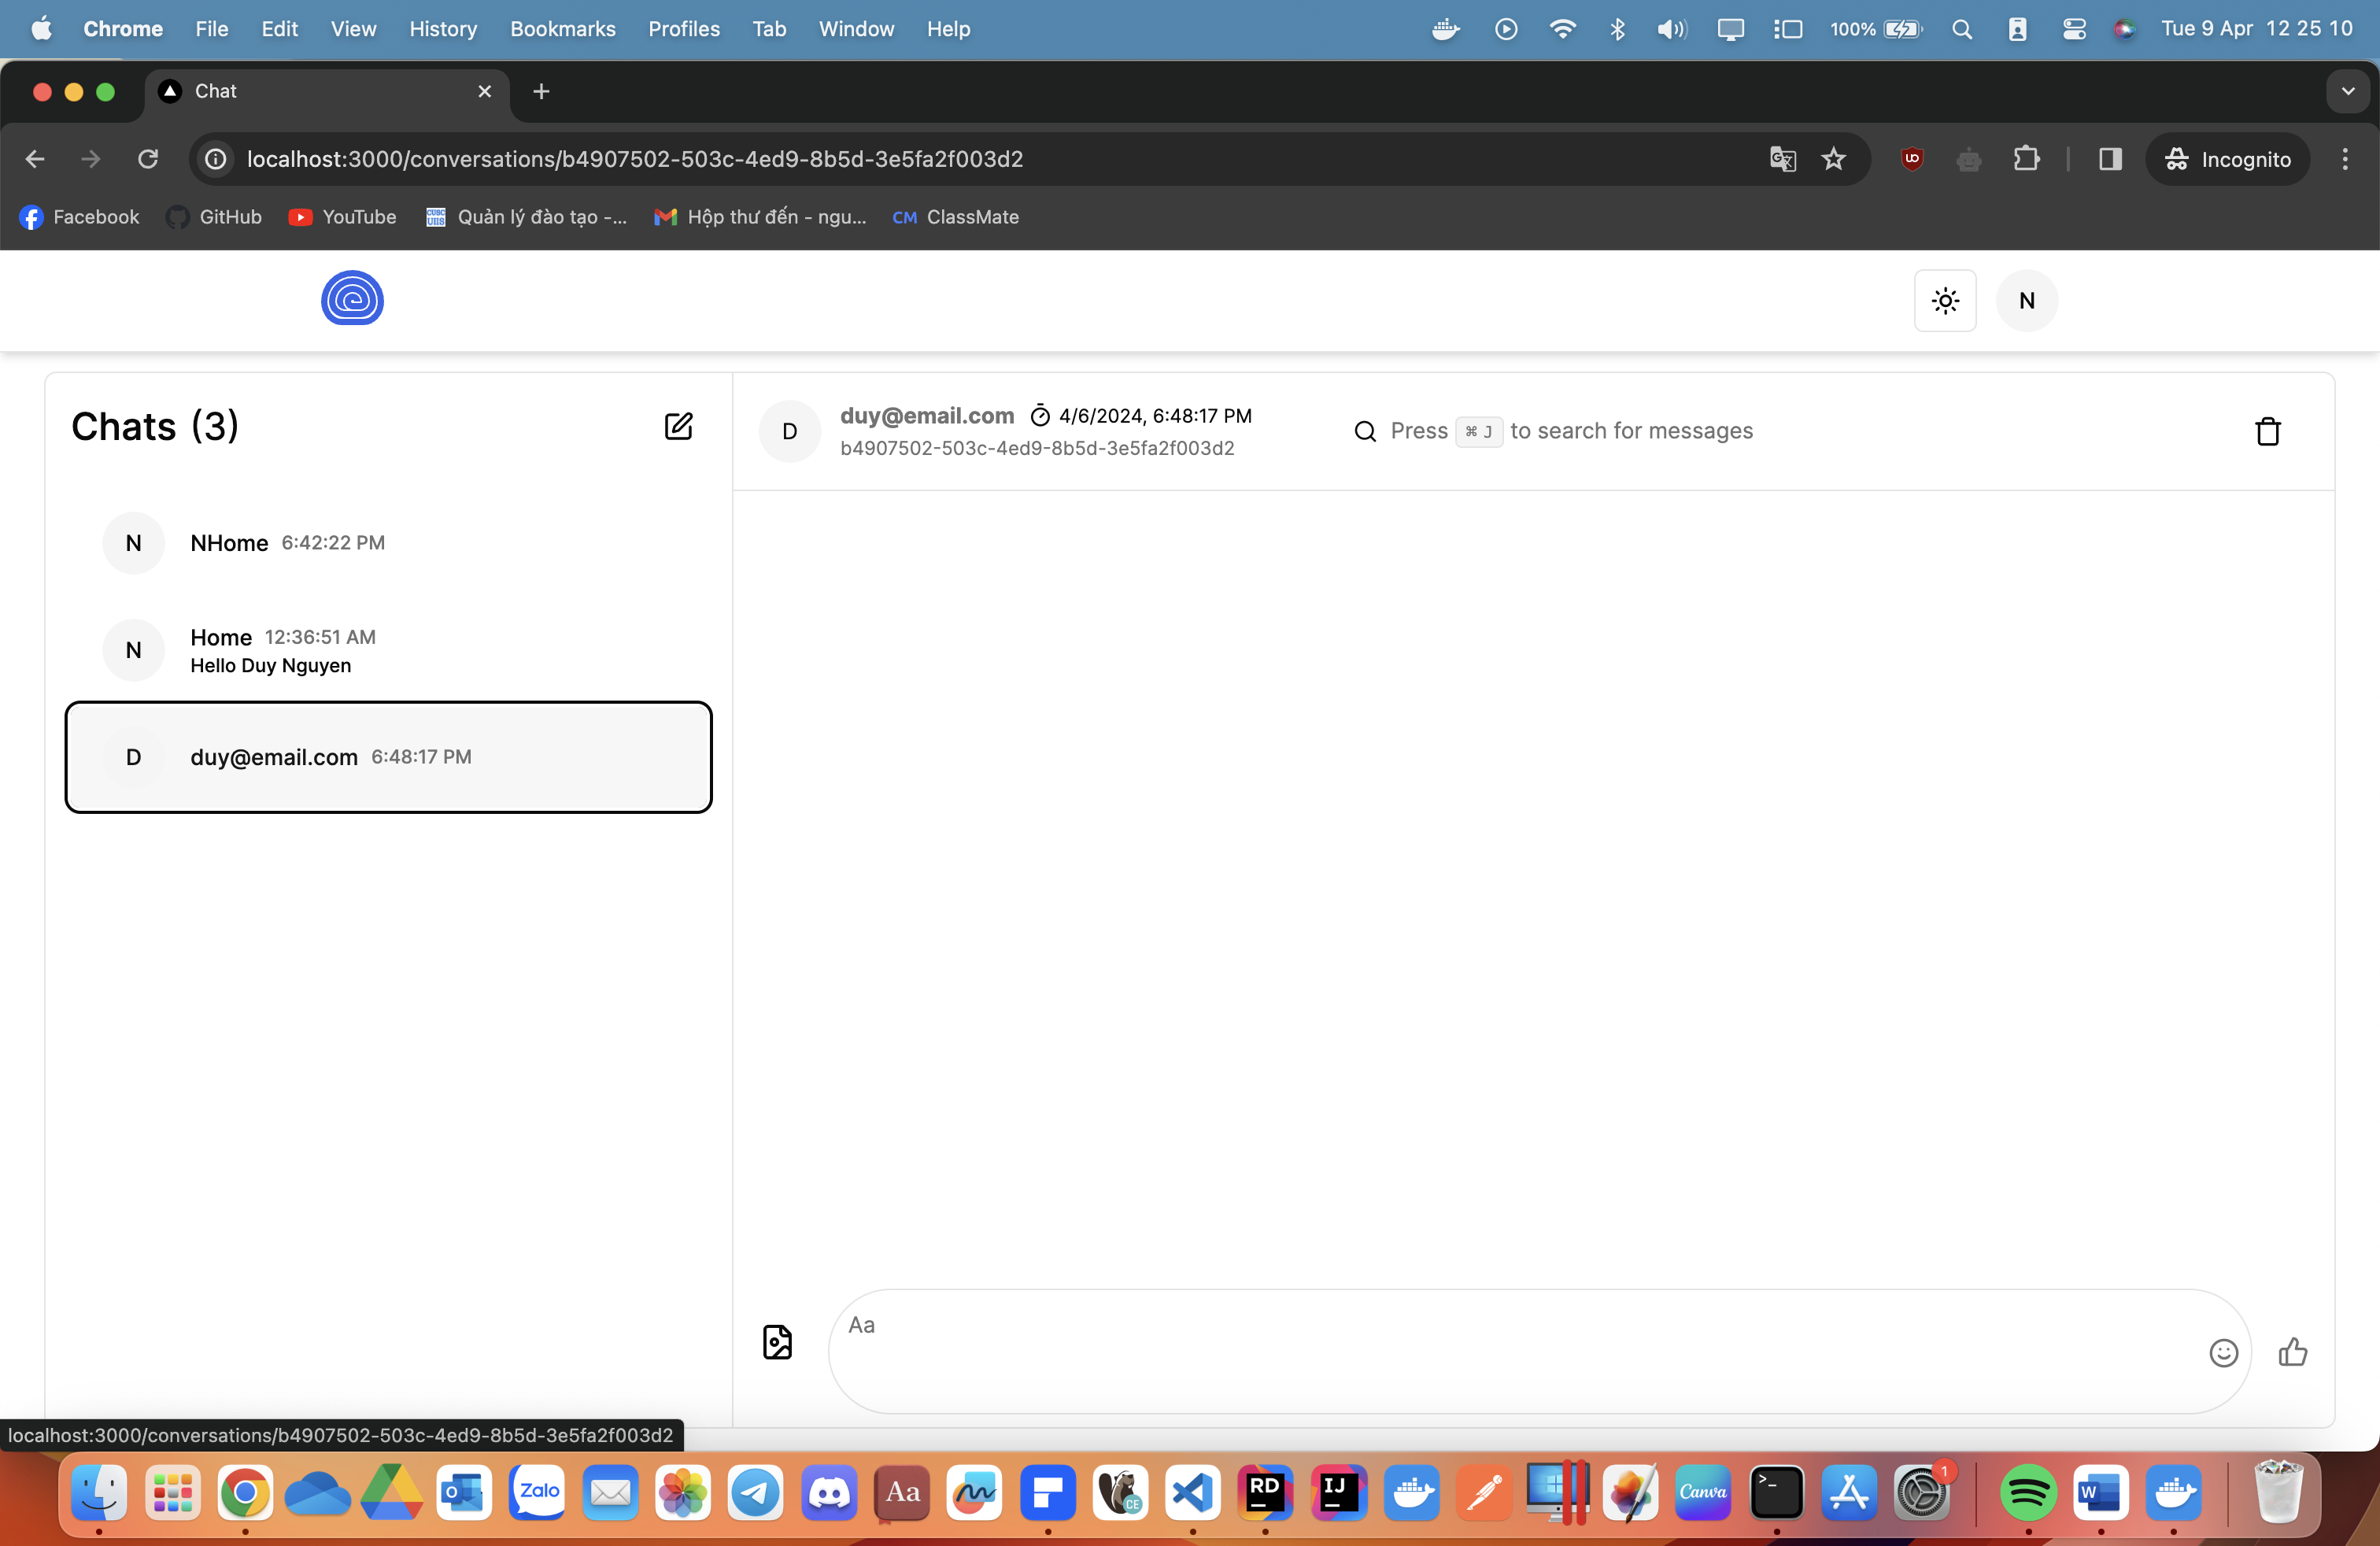 Chrome File Edit View History Bookmarks Profiles Tab Window Help 100% Tue 9 Apr 12 25 10
Chat
localhost:3000/conversations/b4907502-503c-4ed9-8b5d-3e5fa2f003d2 Incognito
Facebook GitHub YouTube Quản lý đào tạo -... Hộp thư đến - ngu... CM ClassMate
N
Chats (3)
D duy@email.com 4/6/2024, 6:48:17 PM
b4907502-503c-4ed9-8b5d-3e5fa2f003d2
Press ⌘ J to search for messages
N NHome 6:42:22 PM
N Home 12:36:51 AM
Hello Duy Nguyen
D duy@email.com 6:48:17 PM
Aa
localhost:3000/conversations/b4907502-503c-4ed9-8b5d-3e5fa2f003d2
Zalo Aa CE RD IJ Canva >_ 1 W